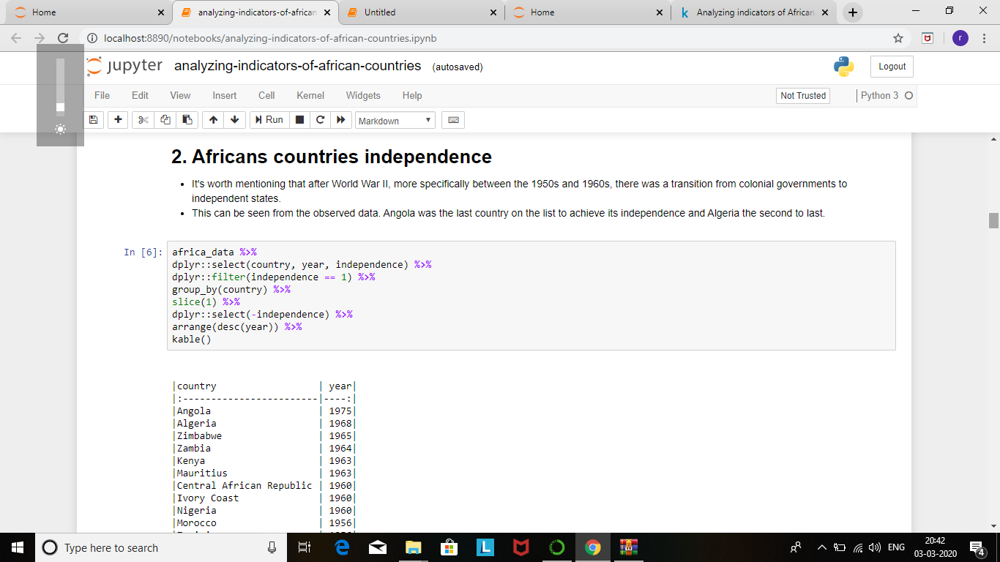 Home
analyzing-indicators-of-african
Untitled
Home
Analyzing indicators of African
localhost:8890/notebooks/analyzing-indicators-of-african-countries.ipynb
r
jupyter analyzing-indicators-of-african-countries (autosaved)
Logout
File Edit View Insert Cell Kernel Widgets Help
Not Trusted
Python 3
Run
Markdown
2. Africans countries independence
• It's worth mentioning that after World War II, more specifically between the 1950s and 1960s, there was a transition from colonial governments to
independent states.
• This can be seen from the observed data. Angola was the last country on the list to achieve its independence and Algeria the second to last.
In [6]:
africa_data %>%
dplyr::select(country, year, independence) %>%
dplyr::filter(independence == 1) %>%
group_by(country) %>%
slice(1) %>%
dplyr::select(-independence) %>%
arrange(desc(year)) %>%
kable()
|country                  | year|
|:------------------------|----:|
|Angola                   | 1975|
|Algeria                  | 1968|
|Zimbabwe                 | 1965|
|Zambia                   | 1964|
|Kenya                    | 1963|
|Mauritius                | 1963|
|Central African Republic | 1960|
|Ivory Coast              | 1960|
|Nigeria                  | 1960|
|Morocco                  | 1956|
Type here to search
ENG
20:42
03-03-2020
4